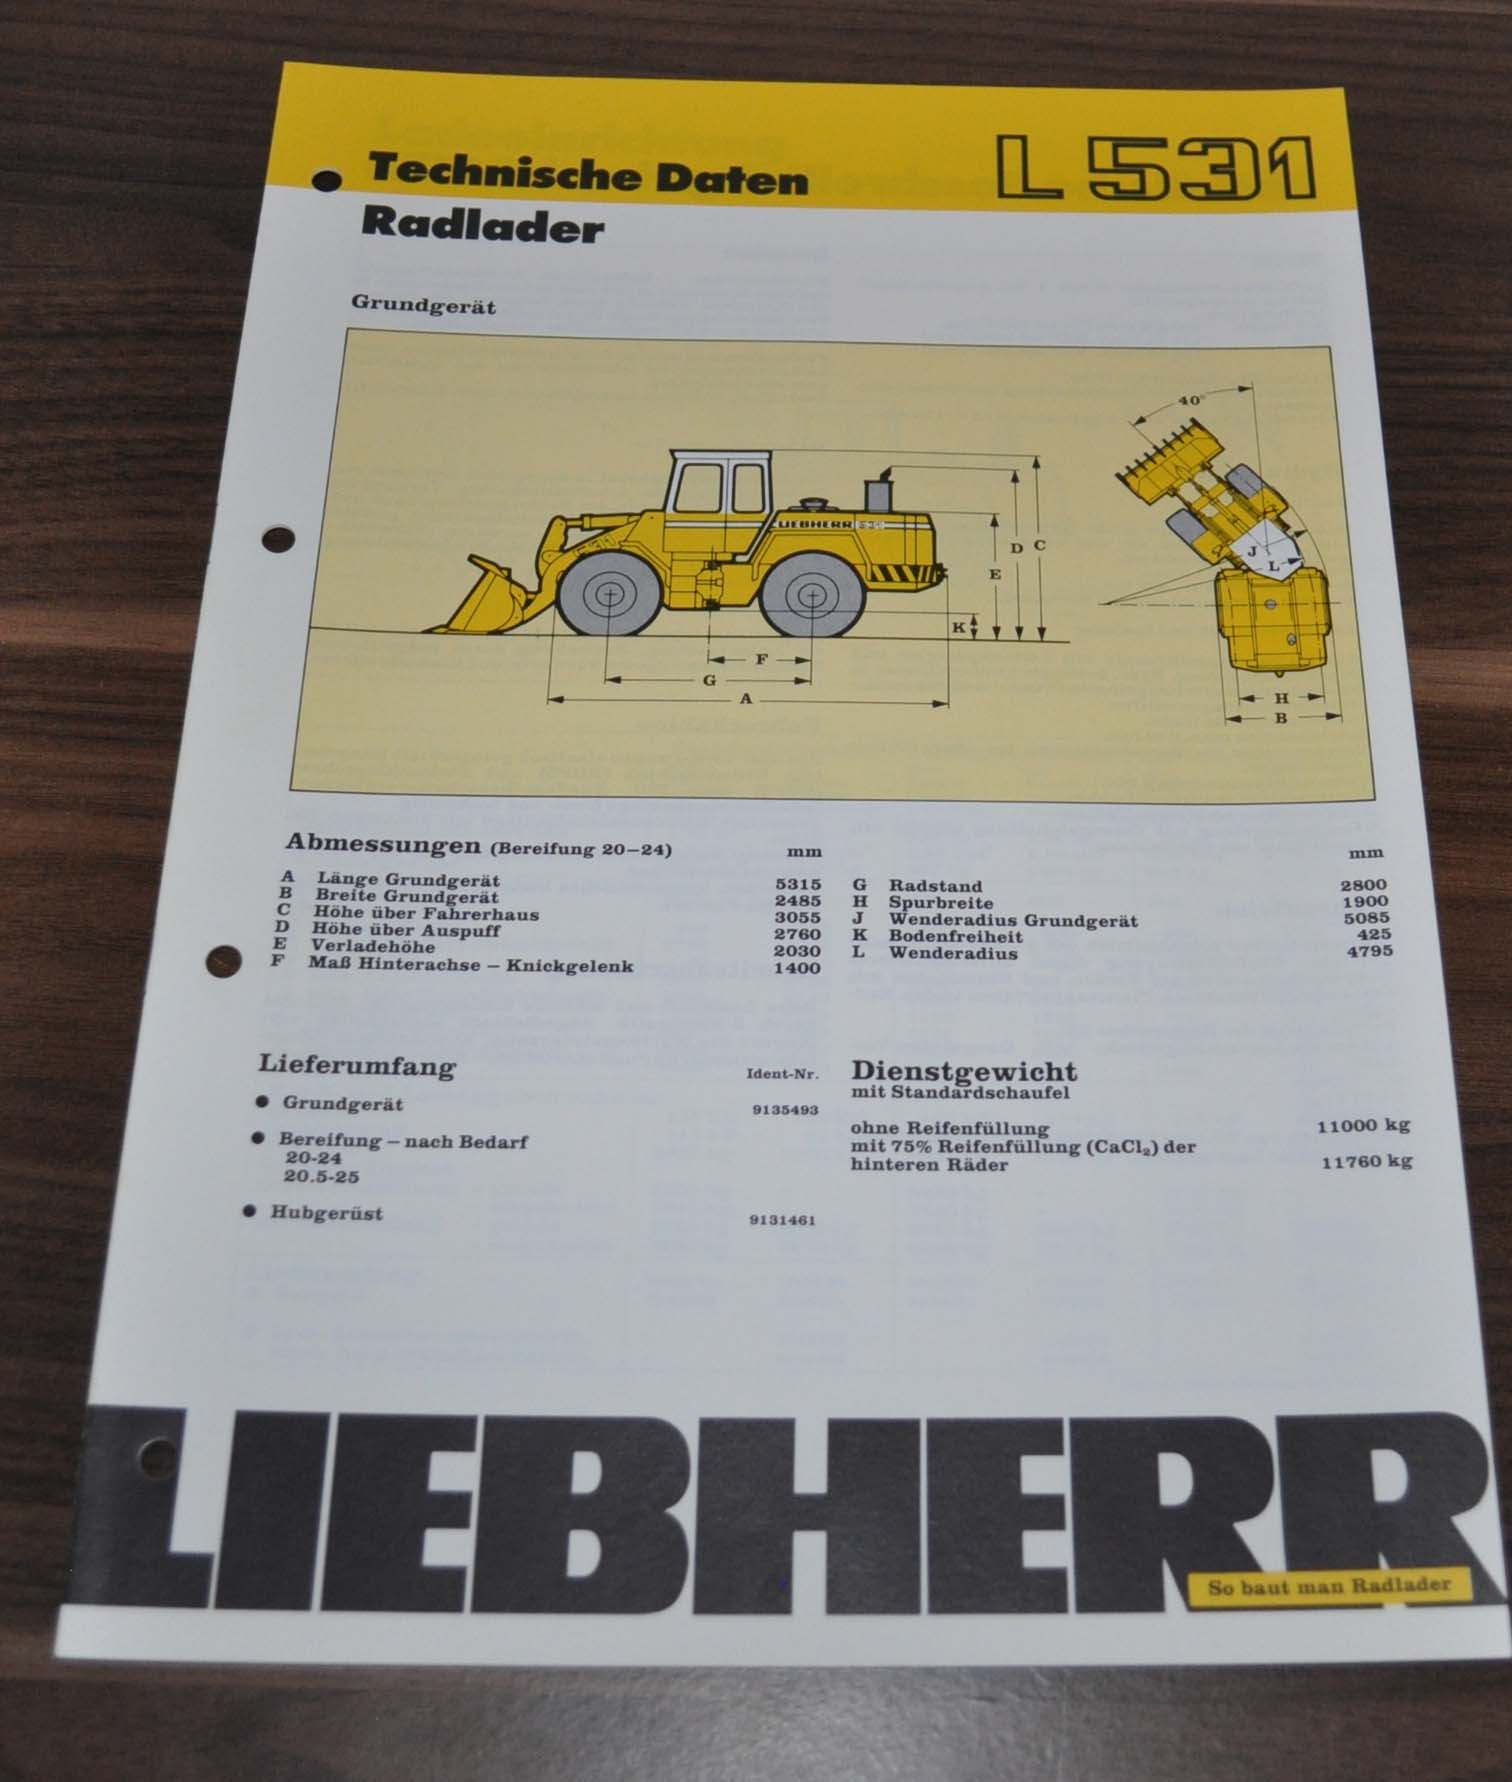 Technische Daten L 531
Radlader
Grundgerät
40°
LIEBHERR 531
531
J
L
D C
E
K
F
G
A
H
B
Abmessungen (Bereifung 20–24) mm
A Länge Grundgerät 5315
B Breite Grundgerät 2485
C Höhe über Fahrerhaus 3055
D Höhe über Auspuff 2760
E Verladehöhe 2030
F Maß Hinterachse – Knickgelenk 1400
mm
G Radstand 2800
H Spurbreite 1900
J Wenderadius Grundgerät 5085
K Bodenfreiheit 425
L Wenderadius 4795
Lieferumfang Ident-Nr.
● Grundgerät 9135493
● Bereifung – nach Bedarf
20-24
20.5-25
● Hubgerüst 9131461
Dienstgewicht
mit Standardschaufel
ohne Reifenfüllung 11000 kg
mit 75% Reifenfüllung (CaCl₂) der
hinteren Räder 11760 kg
LIEBHERR
So baut man Radlader